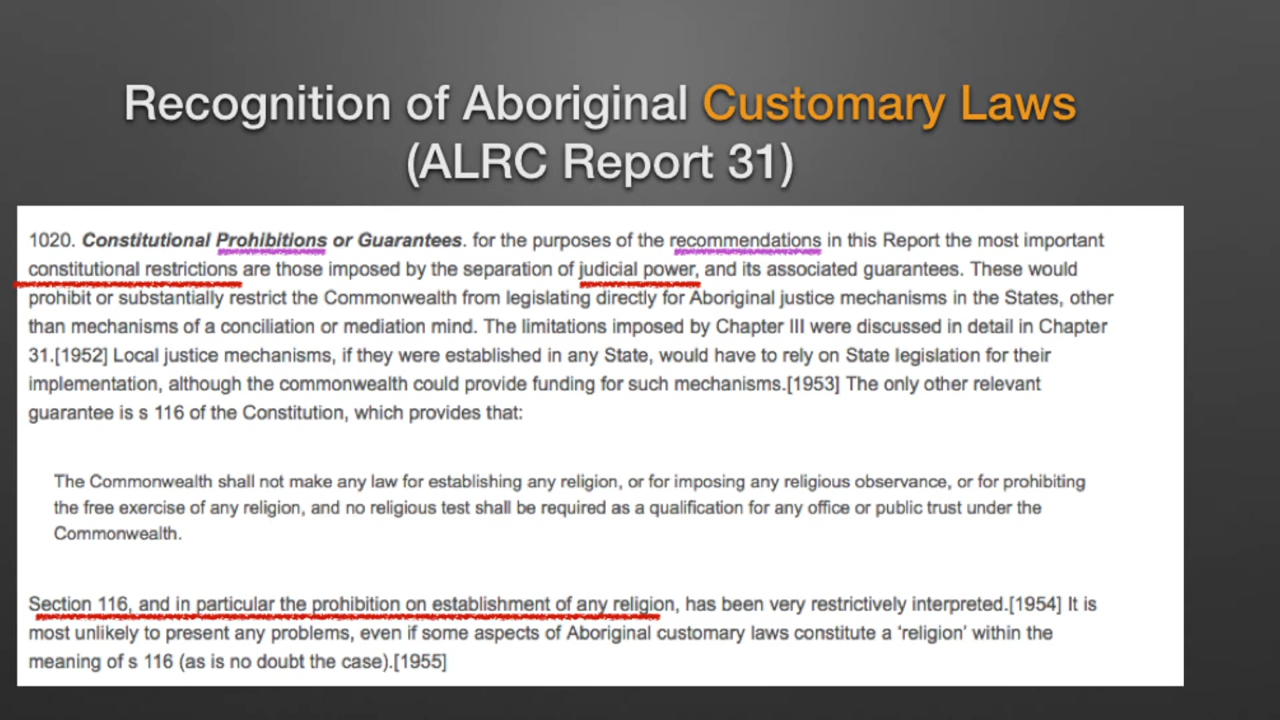 Recognition of Aboriginal Customary Laws
(ALRC Report 31)
1020. Constitutional Prohibitions or Guarantees. for the purposes of the recommendations in this Report the most important
constitutional restrictions are those imposed by the separation of judicial power, and its associated guarantees. These would
prohibit or substantially restrict the Commonwealth from legislating directly for Aboriginal justice mechanisms in the States, other
than mechanisms of a conciliation or mediation mind. The limitations imposed by Chapter III were discussed in detail in Chapter
31.[1952] Local justice mechanisms, if they were established in any State, would have to rely on State legislation for their
implementation, although the commonwealth could provide funding for such mechanisms.[1953] The only other relevant
guarantee is s 116 of the Constitution, which provides that:
The Commonwealth shall not make any law for establishing any religion, or for imposing any religious observance, or for prohibiting
the free exercise of any religion, and no religious test shall be required as a qualification for any office or public trust under the
Commonwealth.
Section 116, and in particular the prohibition on establishment of any religion, has been very restrictively interpreted.[1954] It is
most unlikely to present any problems, even if some aspects of Aboriginal customary laws constitute a ‘religion’ within the
meaning of s 116 (as is no doubt the case).[1955]